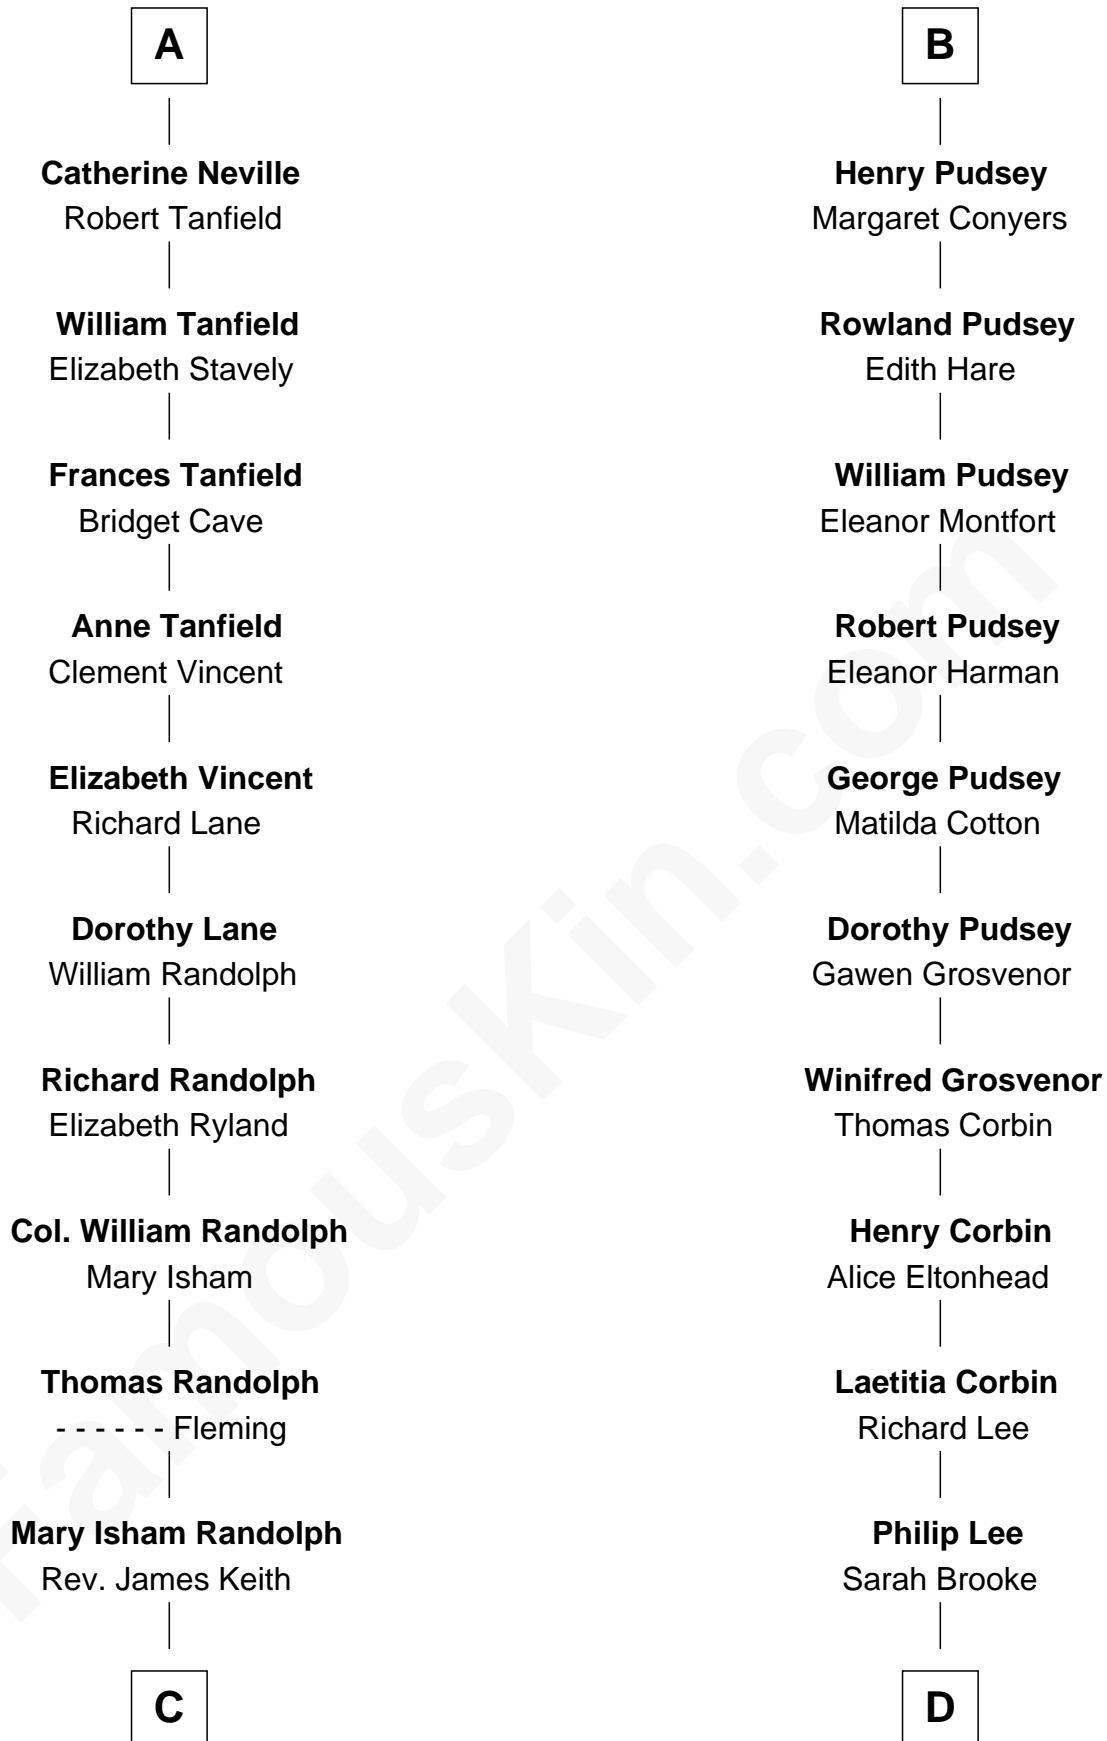 A
Catherine Neville
Robert Tanfield
William Tanfield
Elizabeth Stavely
Frances Tanfield
Bridget Cave
Anne Tanfield
Clement Vincent
Elizabeth Vincent
Richard Lane
Dorothy Lane
William Randolph
Richard Randolph
Elizabeth Ryland
Col. William Randolph
Mary Isham
Thomas Randolph
- - - - - - Fleming
Mary Isham Randolph
Rev. James Keith
C
B
Henry Pudsey
Margaret Conyers
Rowland Pudsey
Edith Hare
William Pudsey
Eleanor Montfort
Robert Pudsey
Eleanor Harman
George Pudsey
Matilda Cotton
Dorothy Pudsey
Gawen Grosvenor
Winifred Grosvenor
Thomas Corbin
Henry Corbin
Alice Eltonhead
Laetitia Corbin
Richard Lee
Philip Lee
Sarah Brooke
D
FamousKin.com